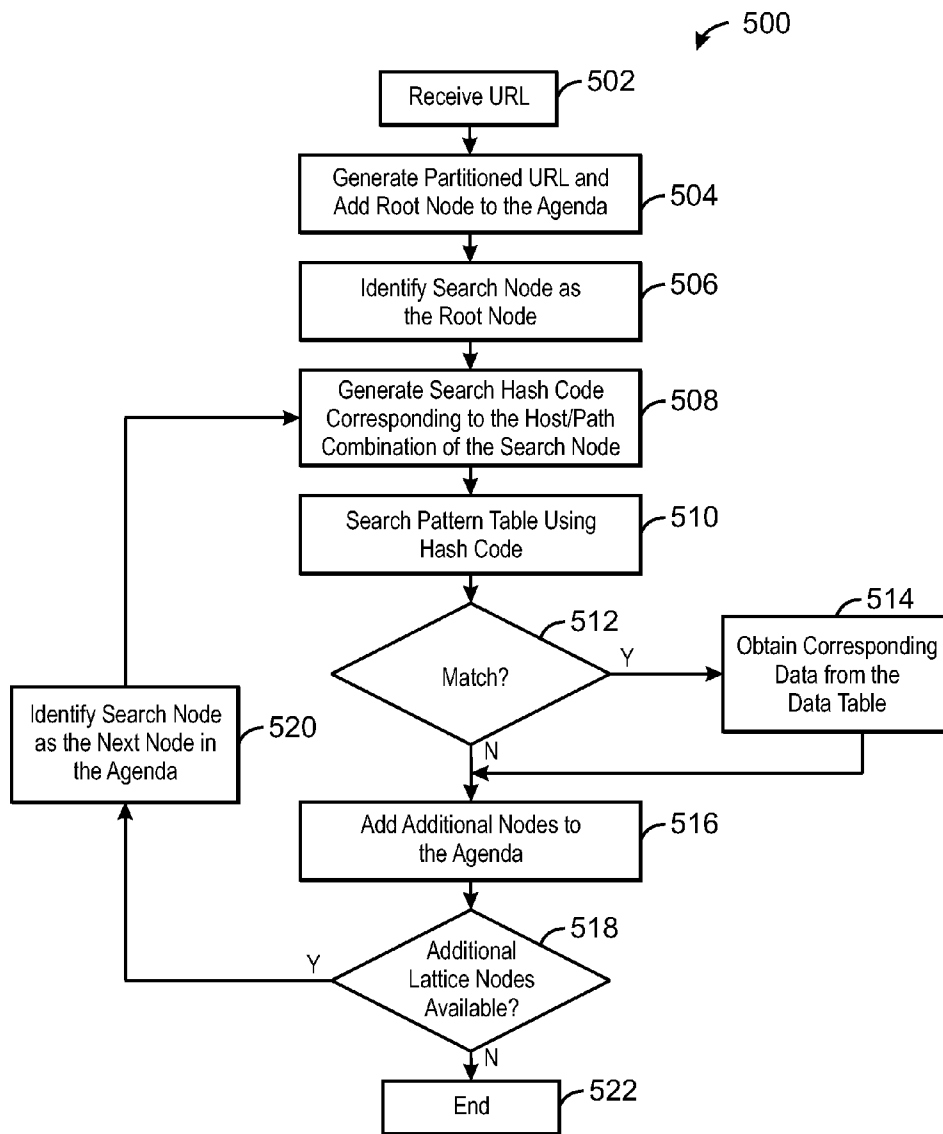 500
Receive URL
502
Generate Partitioned URL and
Add Root Node to the Agenda
504
Identify Search Node as
the Root Node
506
Generate Search Hash Code
Corresponding to the Host/Path
Combination of the Search Node
508
Search Pattern Table Using
Hash Code
510
Match?
512
Y
N
Obtain Corresponding
Data from the
Data Table
514
Add Additional Nodes to
the Agenda
516
Additional
Lattice Nodes
Available?
518
Y
N
Identify Search Node
as the Next Node in
the Agenda
520
End
522